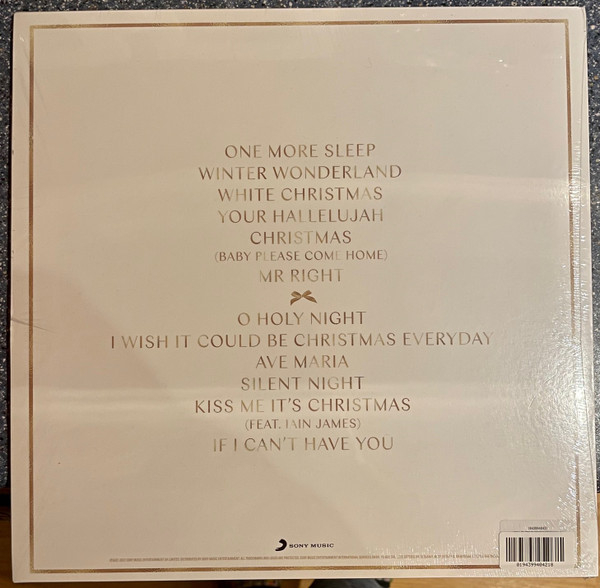 ONE MORE SLEEP
WINTER WONDERLAND
WHITE CHRISTMAS
YOUR HALLELUJAH
CHRISTMAS
(BABY PLEASE COME HOME)
MR RIGHT
O HOLY NIGHT
I WISH IT COULD BE CHRISTMAS EVERYDAY
AVE MARIA
SILENT NIGHT
KISS ME IT'S CHRISTMAS
(FEAT. IAIN JAMES)
IF I CAN'T HAVE YOU
SONY MUSIC